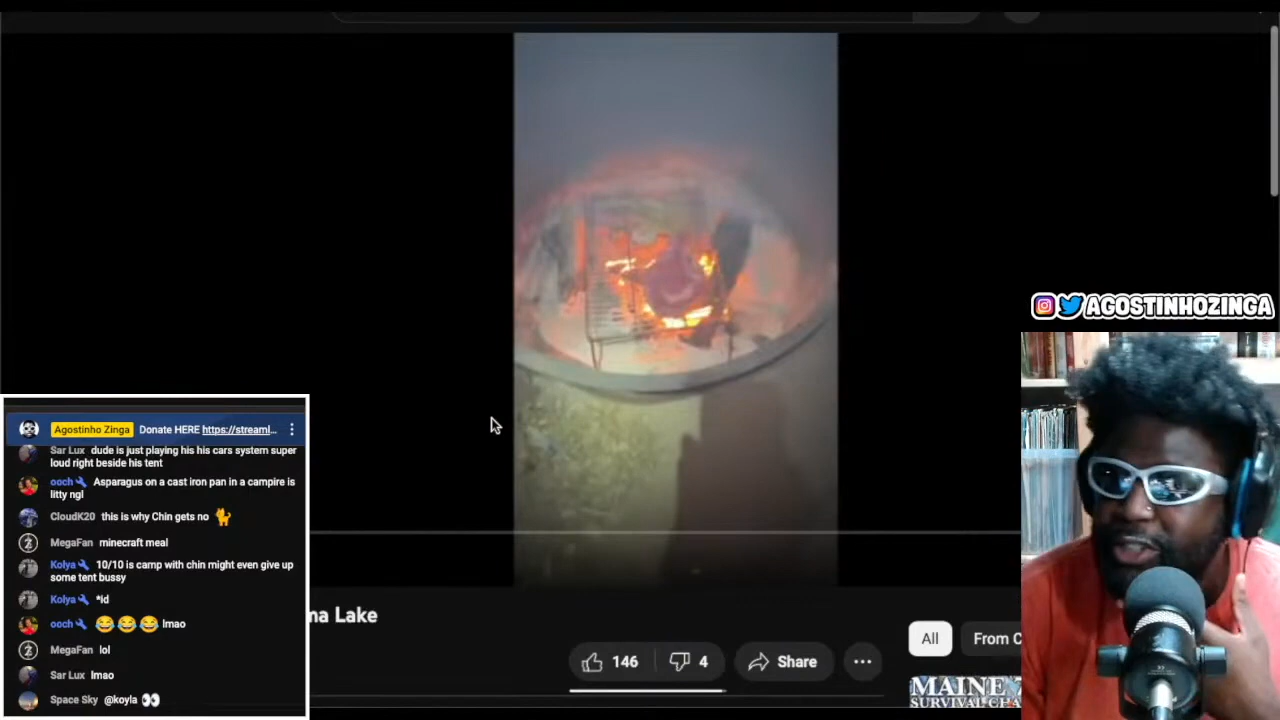 AGOSTINHOZINGA
Agostinho Zinga Donate HERE https://streaml...
Sar Lux dude is just playing his his cars system super
loud right beside his tent
ooch Asparagus on a cast iron pan in a campire is
litty ngl
CloudK20 this is why Chin gets no
MegaFan minecraft meal
Kolya 10/10 is camp with chin might even give up
some tent bussy
Kolya *id
ooch lmao
MegaFan lol
Sar Lux lmao
Space Sky @koyla
ma Lake
146
4
Share
All
From C
MAINE
SURVIVAL CHA